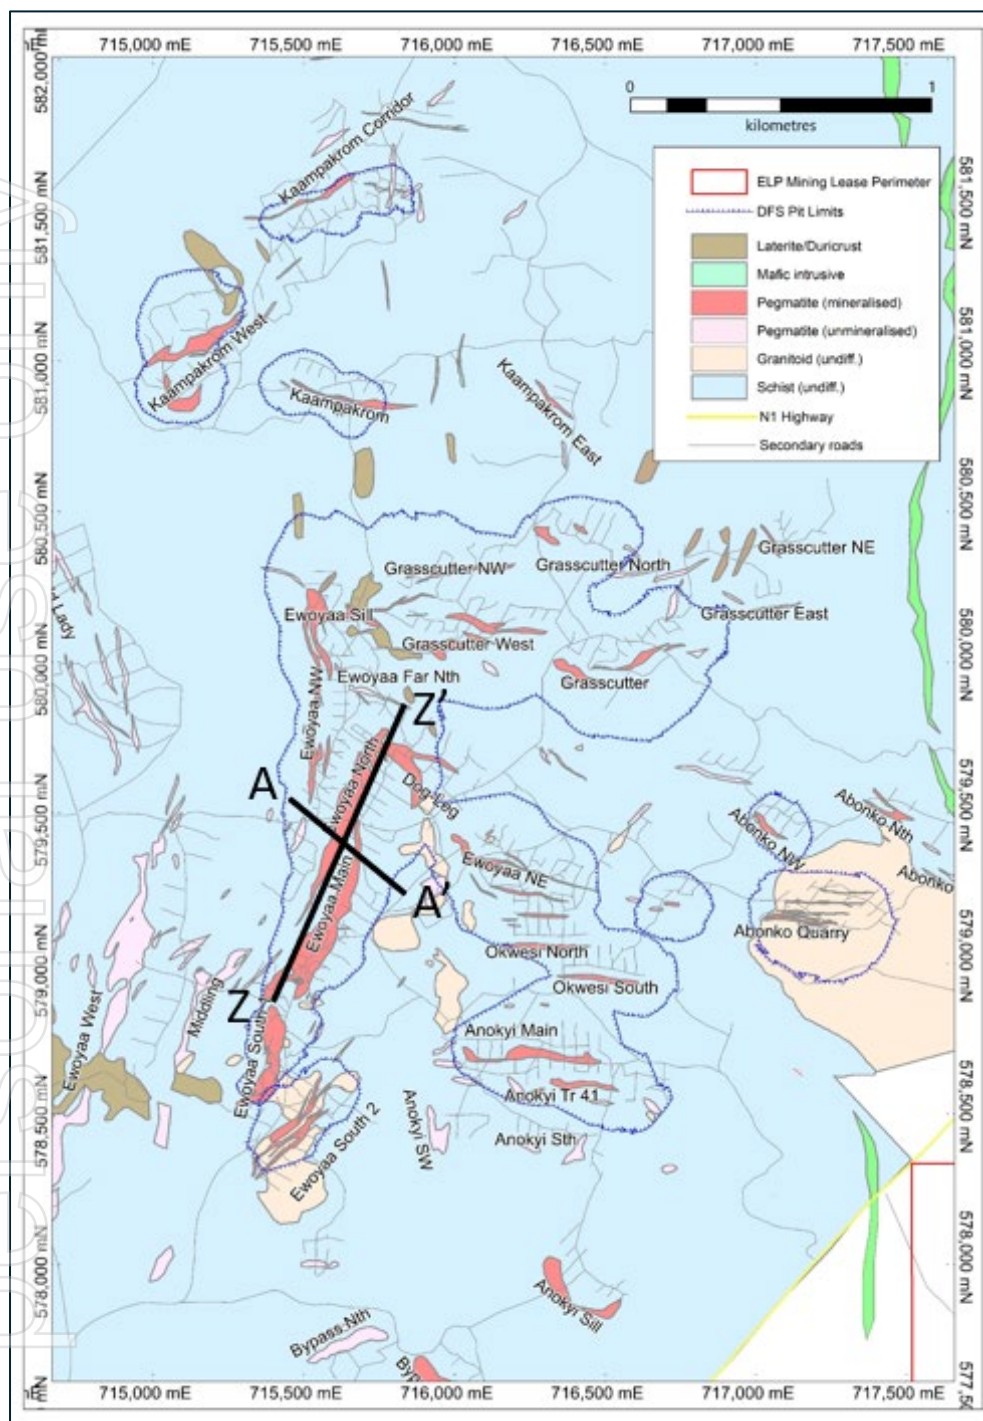 715,000 mE
715,500 mE
716,000 mE
716,500 mE
717,000 mE
717,500 mE
582,000
581,500 mN
581,000 mN
580,500 mN
580,000 mN
579,500 mN
579,000 mN
578,500 mN
578,000 mN
mN
0
1
kilometres
ELP Mining Lease Perimeter
DFS Pit Limits
Laterite/Duricrust
Mafic intrusive
Pegmatite (mineralised)
Pegmatite (unmineralised)
Granitoid (undiff.)
Schist (undiff.)
N1 Highway
Secondary roads
581,500 mN
581,000 mN
580,500 mN
580,000 mN
579,500 mN
579,000 mN
578,500 mN
578,000 mN
577,50
Kaampakrom Corridor
Kaampakrom West
Kaampakrom
Kaampakrom East
Grasscutter NW
Grasscutter North
Grasscutter NE
Grasscutter East
Ewoyaa Sill
Grasscutter West
Lady
Ewoyaa Far Nth
Grasscutter
Ewoyaa NW
Z'
woyaa North
Dog-Leg
A
Abonko Nth
Abonko NW
Ewoyaa NE
Abonko
Ewoyaa Main
A'
Abonko Quarry
Okwesi North
Okwesi South
Middling
Z
Ewoyaa West
Ewoyaa South
Anokyi Main
Anokyi Tr 41
Anokyi SW
Anokyi Sth
Ewoyaa South 2
Anokyi Sill
Bypass Nth
Byp
715,000 mE
715,500 mE
716,000 mE
716,500 mE
717,000 mE
717,500 mE